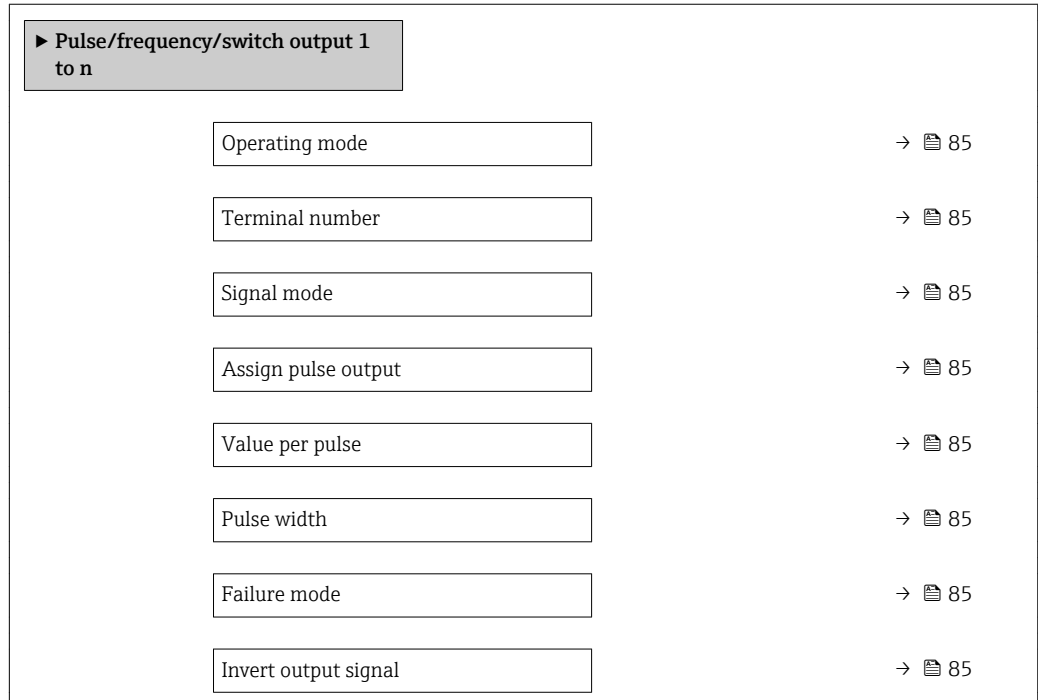 ▶ Pulse/frequency/switch output 1
to n
Operating mode → 85
Terminal number → 85
Signal mode → 85
Assign pulse output → 85
Value per pulse → 85
Pulse width → 85
Failure mode → 85
Invert output signal → 85